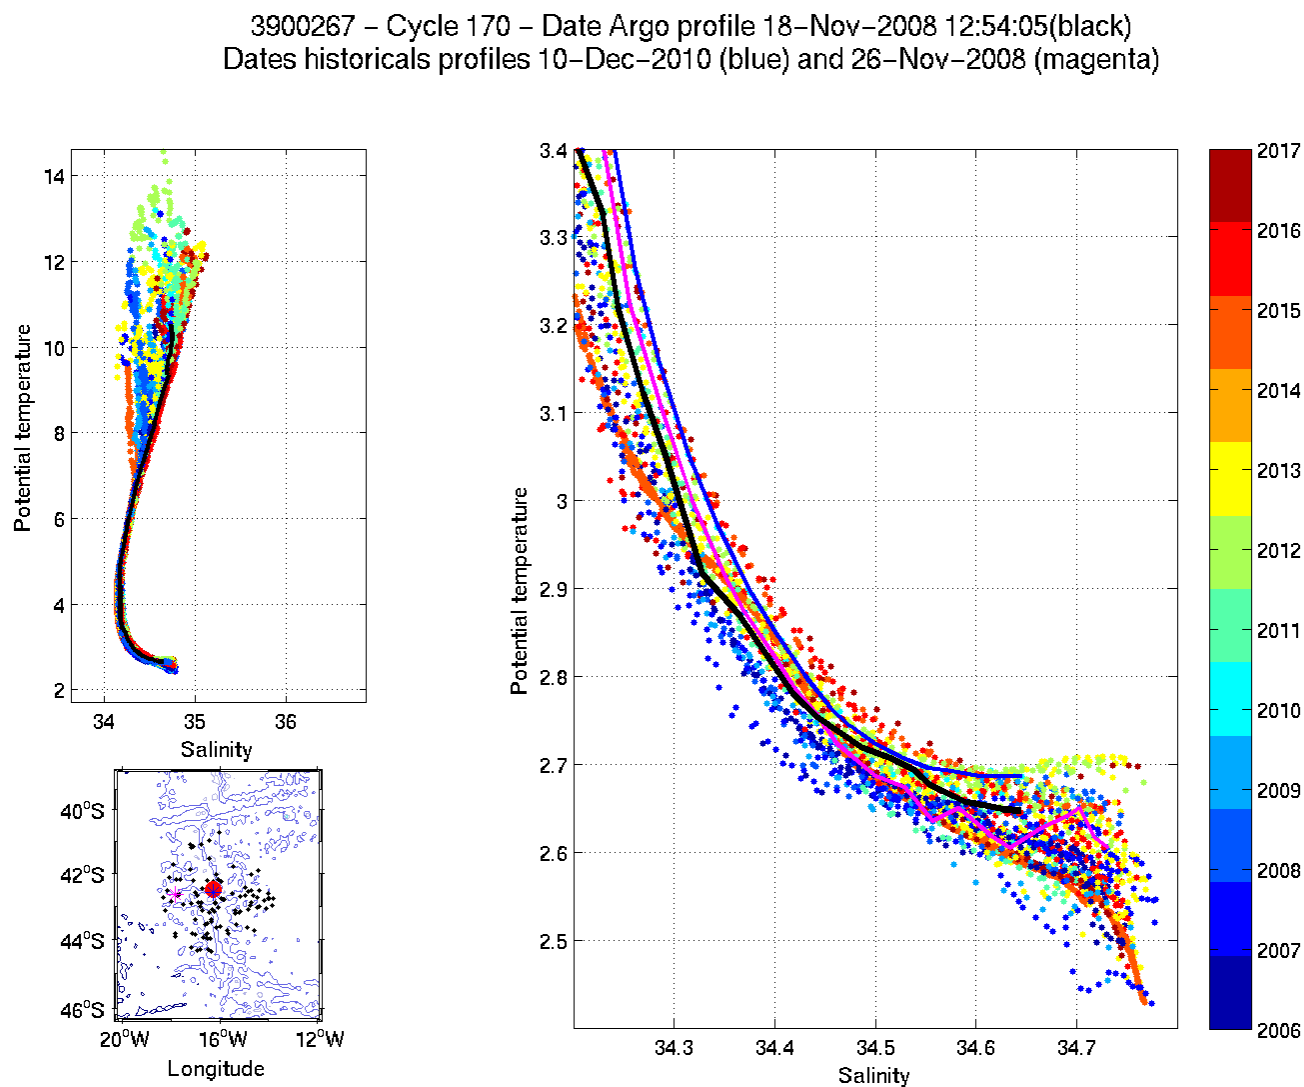 3900267 – Cycle 170 – Date Argo profile 18–Nov–2008 12:54:05(black)
Dates historicals profiles 10–Dec–2010 (blue) and 26–Nov–2008 (magenta)
14
12
10
8
6
4
2
34
35
36
Potential temperature
Salinity
3.4
3.3
3.2
3.1
3
2.9
2.8
2.7
2.6
2.5
34.3
34.4
34.5
34.6
34.7
Potential temperature
Salinity
2017
2016
2015
2014
2013
2012
2011
2010
2009
2008
2007
2006
40°S
42°S
44°S
46°S
20°W
16°W
12°W
Longitude